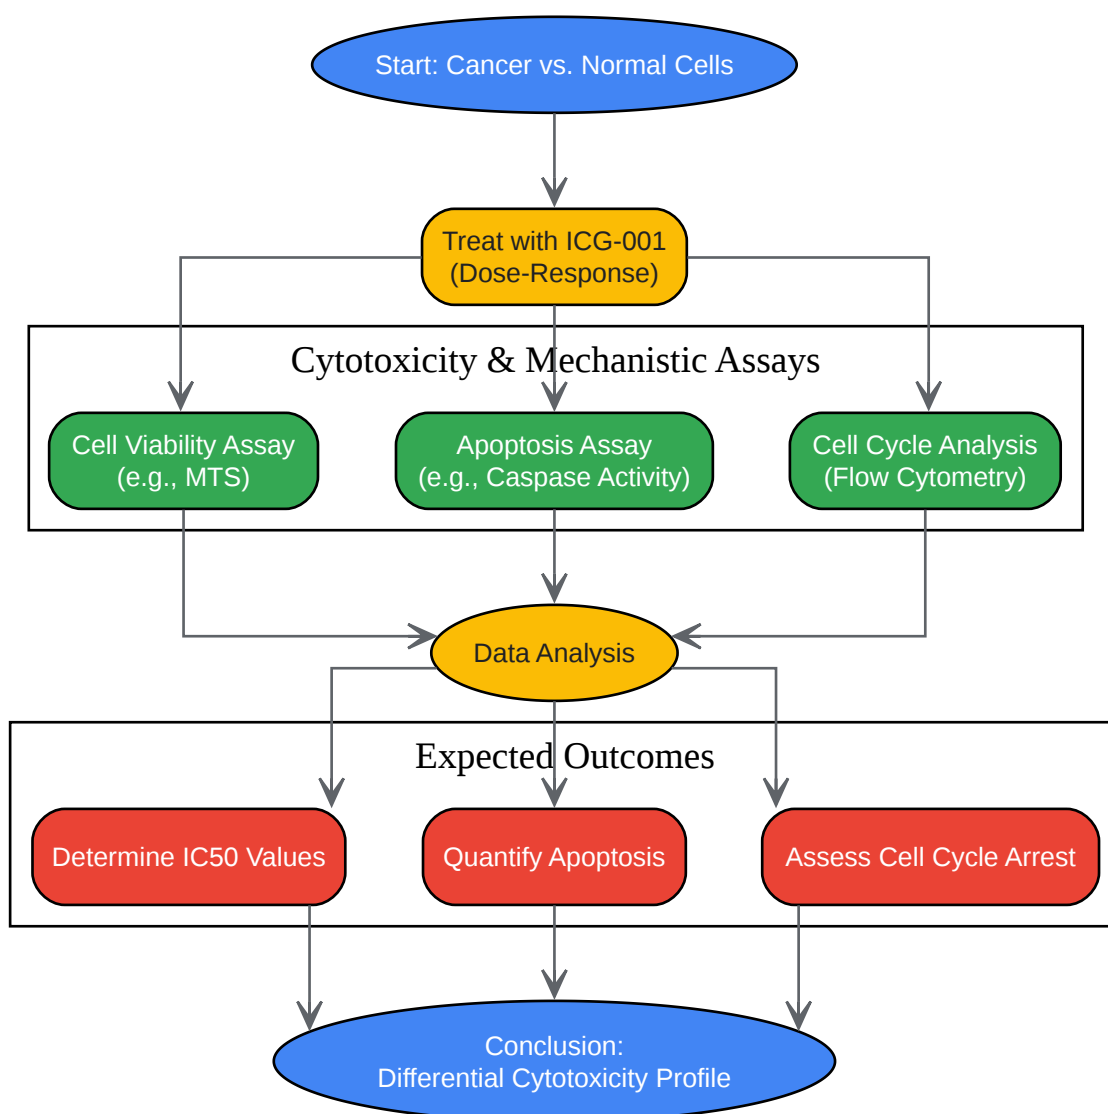 Start: Cancer vs. Normal Cells
Treat with ICG-001
(Dose-Response)
Cytotoxicity & Mechanistic Assays
Cell Viability Assay
(e.g., MTS)
Apoptosis Assay
(e.g., Caspase Activity)
Cell Cycle Analysis
(Flow Cytometry)
Data Analysis
Expected Outcomes
Determine IC50 Values
Quantify Apoptosis
Assess Cell Cycle Arrest
Conclusion:
Differential Cytotoxicity Profile